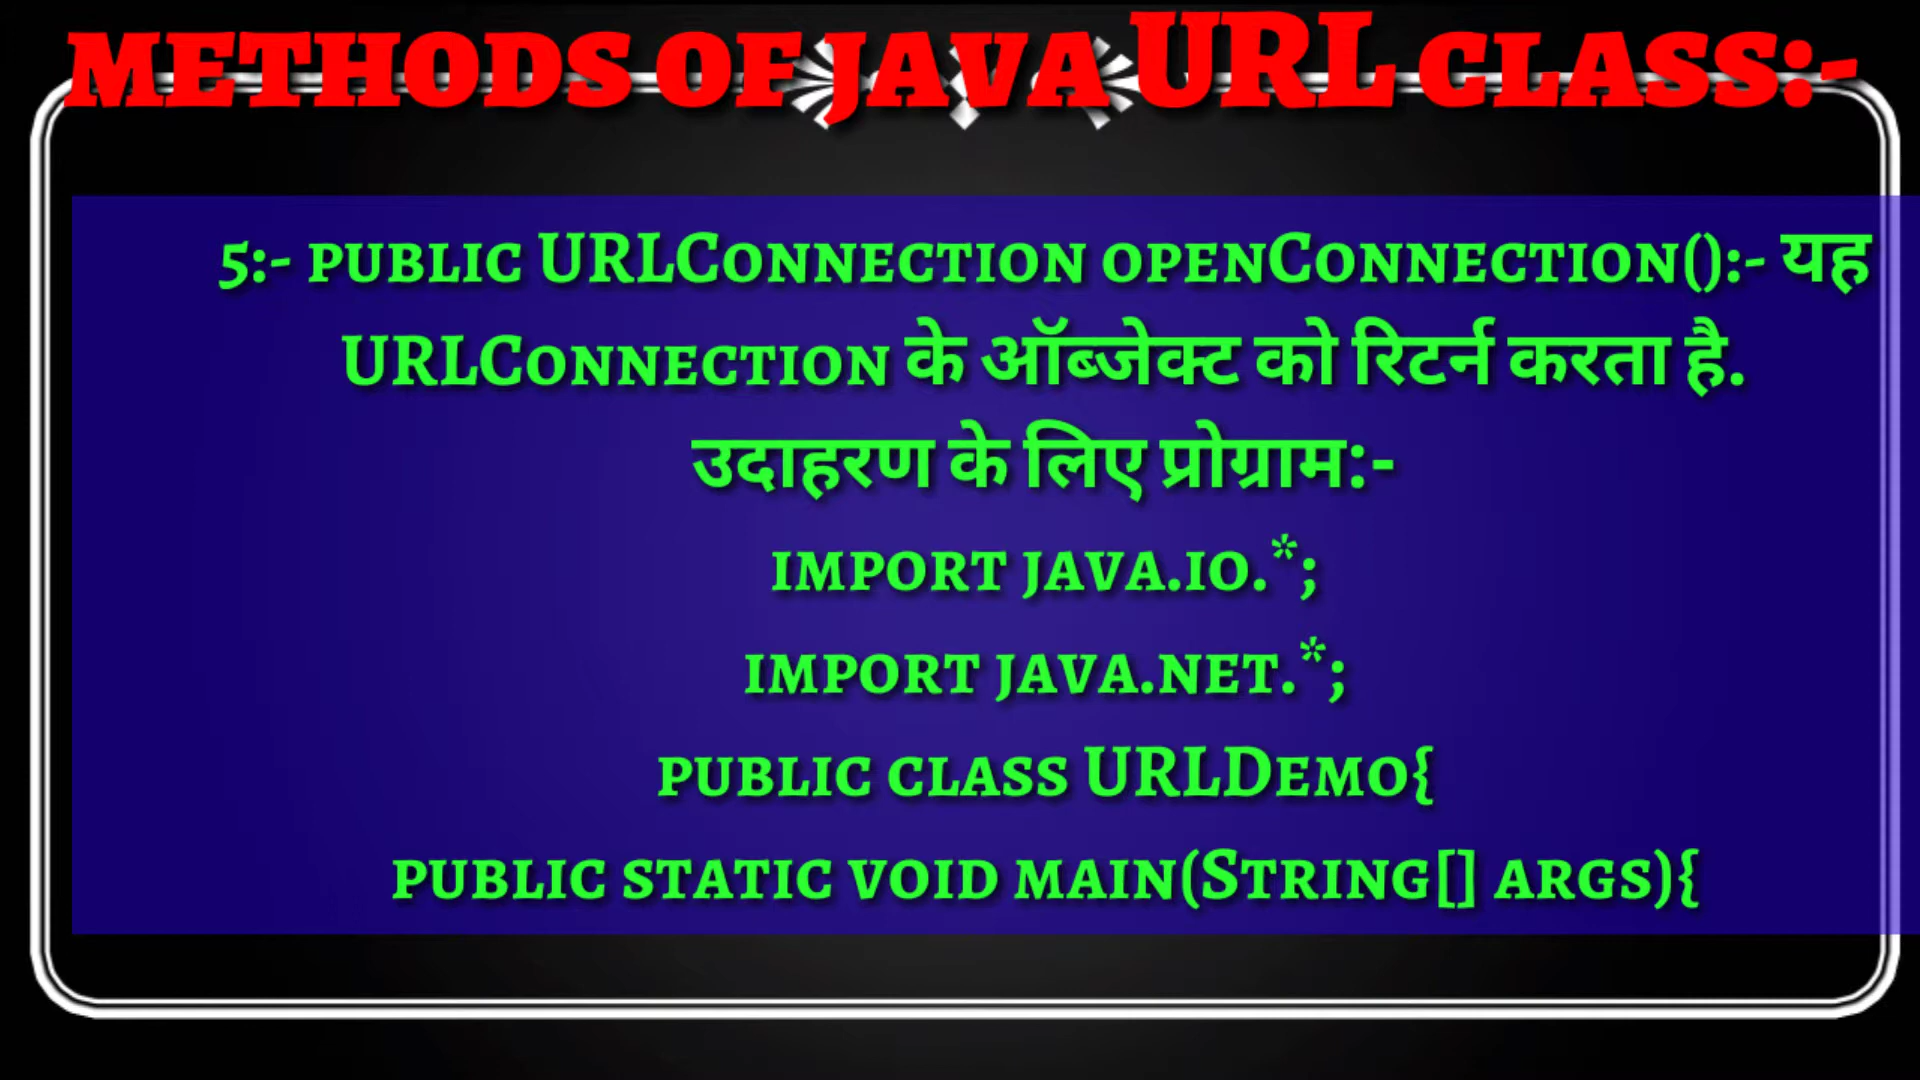 METHODS OF JAVA URL CLASS:-
5:- public URLConnection openConnection():- यह
URLConnection के ऑब्जेक्ट को रिटर्न करता है.
उदाहरण के लिए प्रोग्राम:-
import java.io.*;
import java.net.*;
public class URLDemo{
public static void main(String[] args){